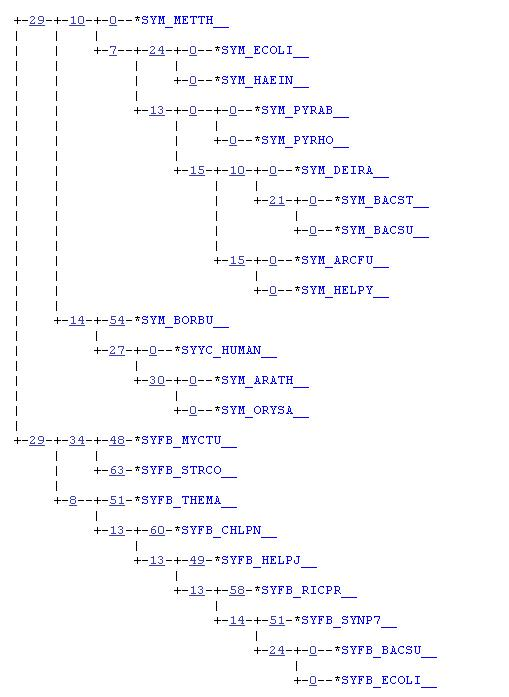 +-29-+-10-+-0--*SYM_METTH__
+-7--+-24-+-0--*SYM_ECOLI__
+-0--*SYM_HAEIN__
+-13-+-0--+-0--*SYM_PYRAB__
+-0--*SYM_PYRHO__
+-15-+-10-+-0--*SYM_DEIRA__
+-21-+-0--*SYM_BACST__
+-0--*SYM_BACSU__
+-15-+-0--*SYM_ARCFU__
+-0--*SYM_HELPY__
+-14-+-54-*SYM_BORBU__
+-27-+-0--*SYYC_HUMAN__
+-30-+-0--*SYM_ARATH__
+-0--*SYM_ORYSA__
+-29-+-34-+-48-*SYFB_MYCTU__
+-63-*SYFB_STRCO__
+-8--+-51-*SYFB_THEMA__
+-13-+-60-*SYFB_CHLPN__
+-13-+-49-*SYFB_HELPJ__
+-13-+-58-*SYFB_RICPR__
+-14-+-51-*SYFB_SYNP7__
+-24-+-0--*SYFB_BACSU__
+-0--*SYFB_ECOLI__